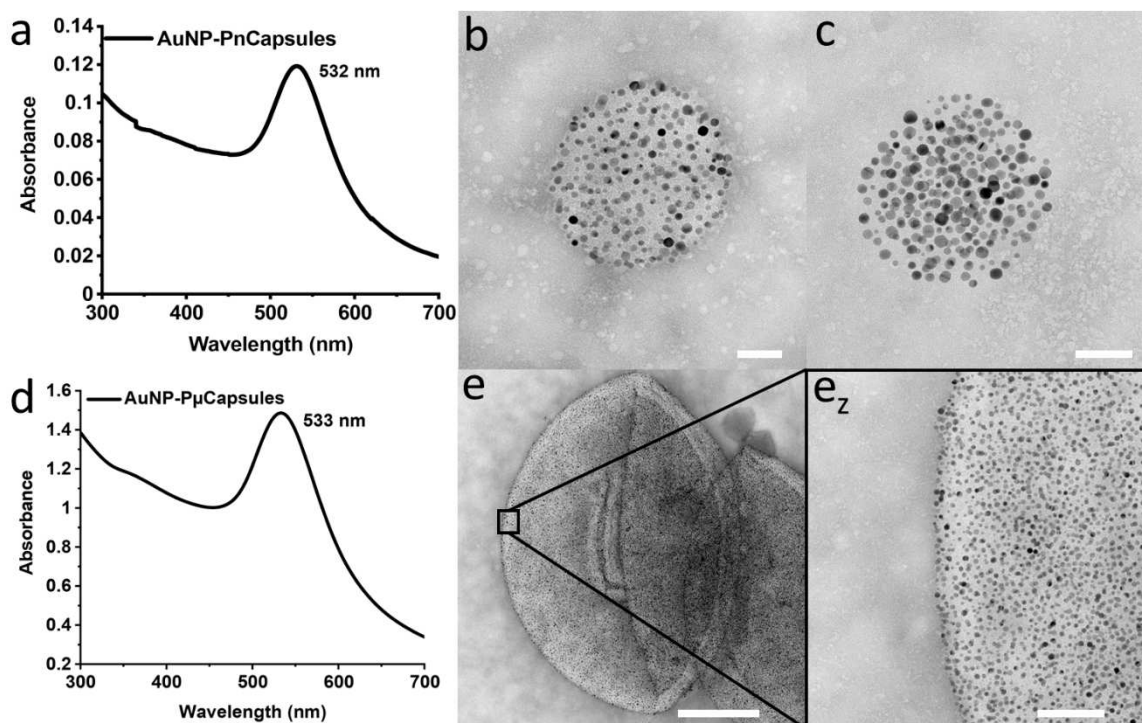 a
AuNP-PnCapsules
532 nm
0.14
0.12
0.1
0.08
0.06
0.04
0.02
0
Absorbance
300
400
500
600
700
Wavelength (nm)
b
c
d
AuNP-PµCapsules
533 nm
1.6
1.4
1.2
1
0.8
0.6
0.4
0.2
Absorbance
300
400
500
600
700
Wavelength (nm)
e
ez